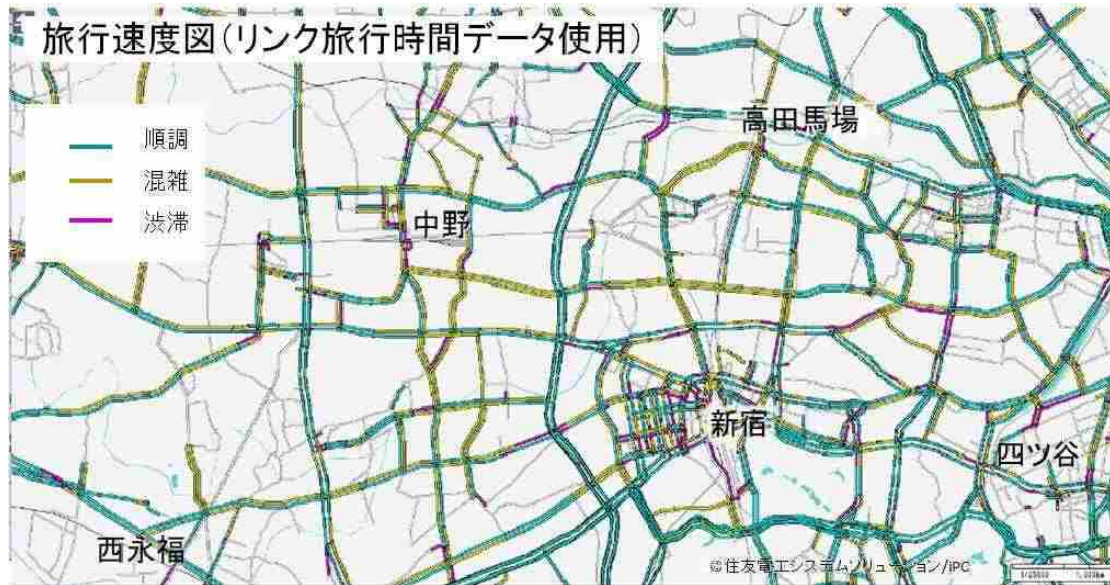 旅行速度図(リンク旅行時間データ使用)
順調
混雑
渋滞
高田馬場
中野
新宿
四ツ谷
西永福
©住友電工システムソリューション/iPC